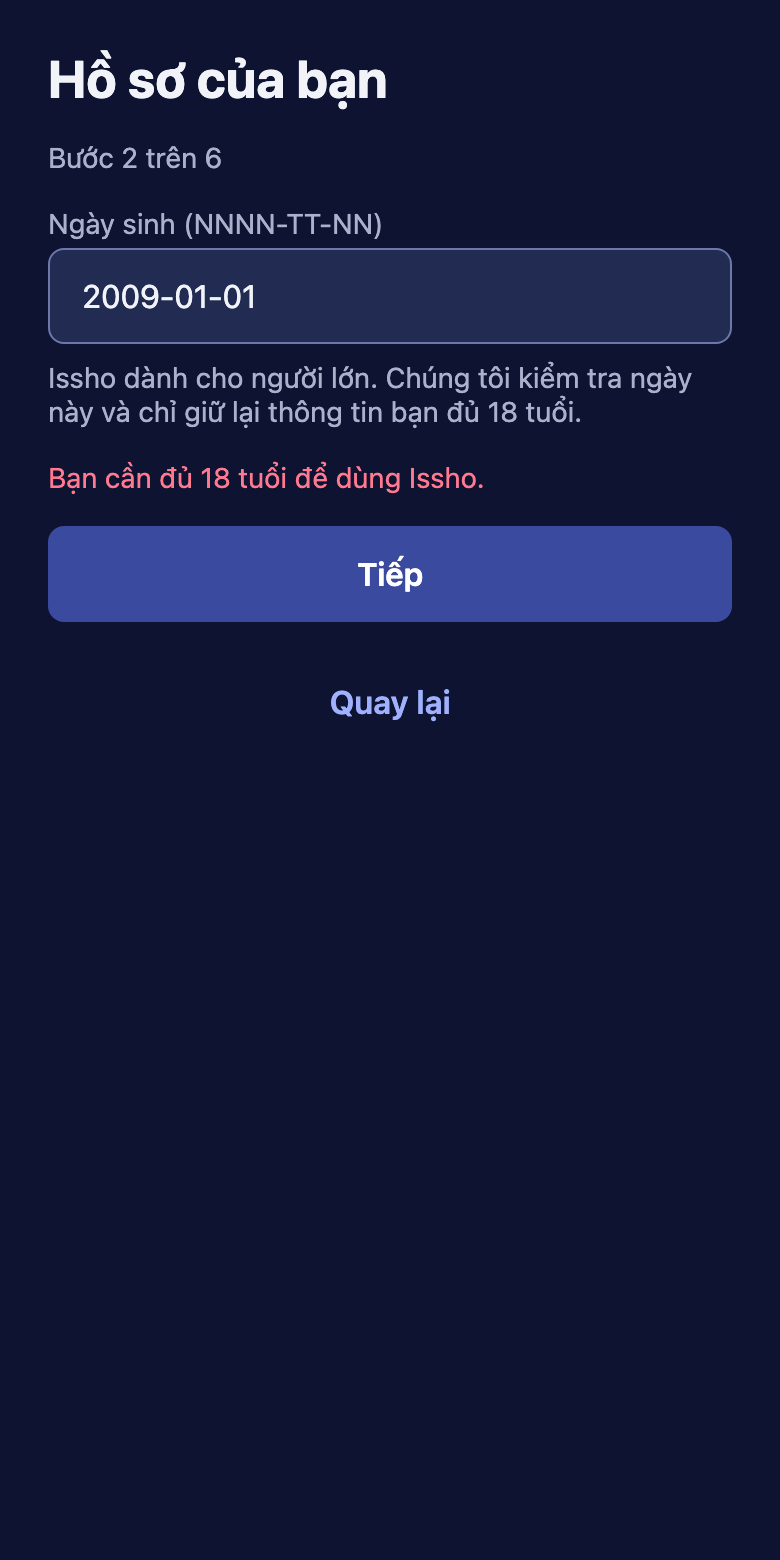 Hồ sơ của bạn
Bước 2 trên 6
Ngày sinh (NNNN-TT-NN)
2009-01-01
Issho dành cho người lớn. Chúng tôi kiểm tra ngày
này và chỉ giữ lại thông tin bạn đủ 18 tuổi.
Bạn cần đủ 18 tuổi để dùng Issho.
Tiếp
Quay lại